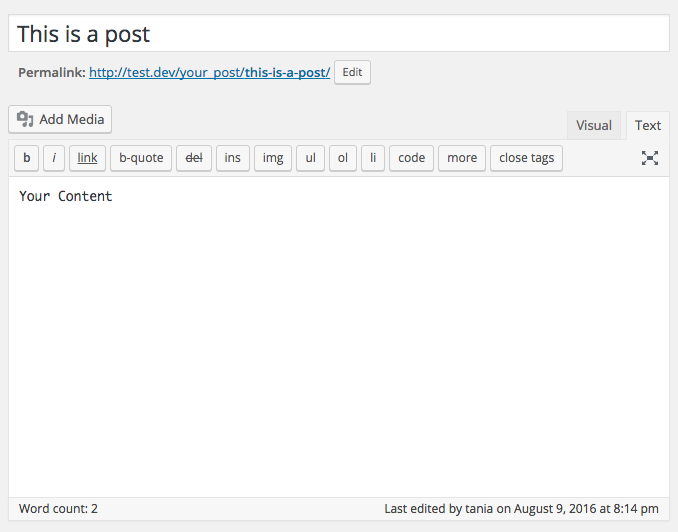 This is a post
Permalink: http://test.dev/your_post/this-is-a-post/ Edit
Add Media
Visual Text
b i link b-quote del ins img ul ol li code more close tags
Your Content
Word count: 2 Last edited by tania on August 9, 2016 at 8:14 pm